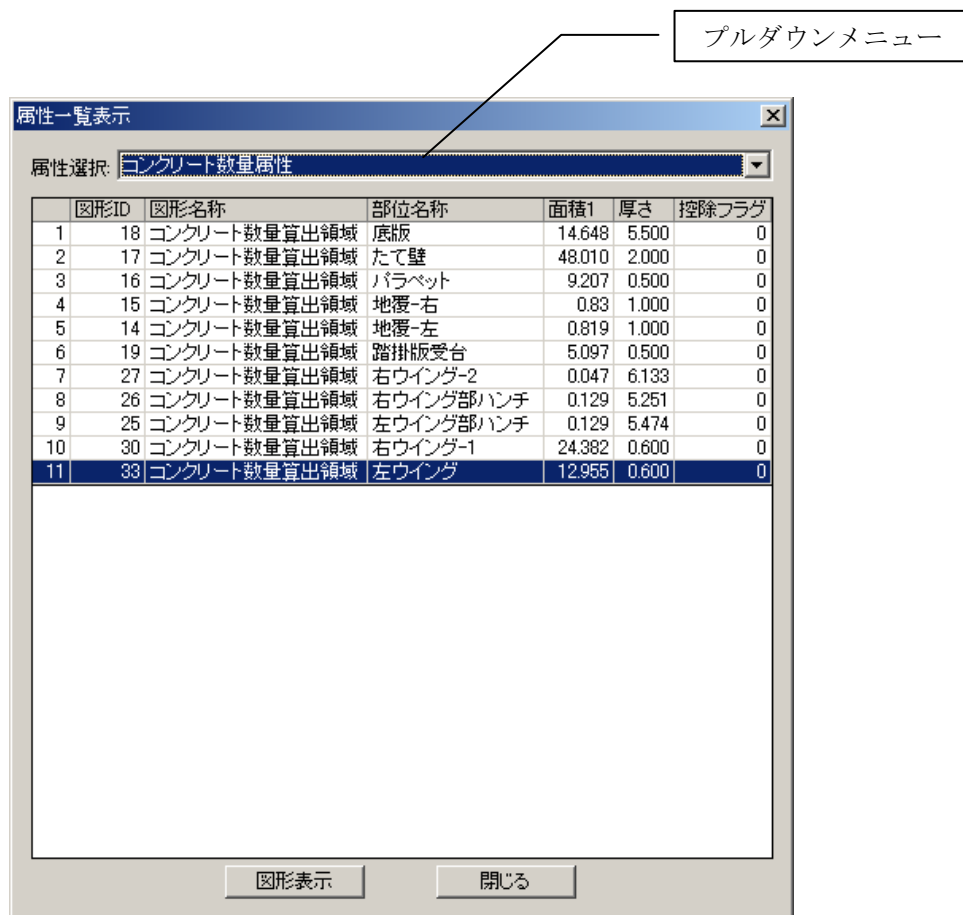 プルダウンメニュー
属性一覧表示
属性選択: コンクリート数量属性
図形ID 図形名称 部位名称 面積1 厚さ 控除フラグ
1 18 コンクリート数量算出領域 底版 14.648 5.500 0
2 17 コンクリート数量算出領域 たて壁 48.010 2.000 0
3 16 コンクリート数量算出領域 パラペット 9.207 0.500 0
4 15 コンクリート数量算出領域 地覆-右 0.83 1.000 0
5 14 コンクリート数量算出領域 地覆-左 0.819 1.000 0
6 19 コンクリート数量算出領域 踏掛版受台 5.097 0.500 0
7 27 コンクリート数量算出領域 右ウイング-2 0.047 6.133 0
8 26 コンクリート数量算出領域 右ウイング部ハンチ 0.129 5.251 0
9 25 コンクリート数量算出領域 左ウイング部ハンチ 0.129 5.474 0
10 30 コンクリート数量算出領域 右ウイング-1 24.382 0.600 0
11 33 コンクリート数量算出領域 左ウイング 12.955 0.600 0
図形表示 閉じる